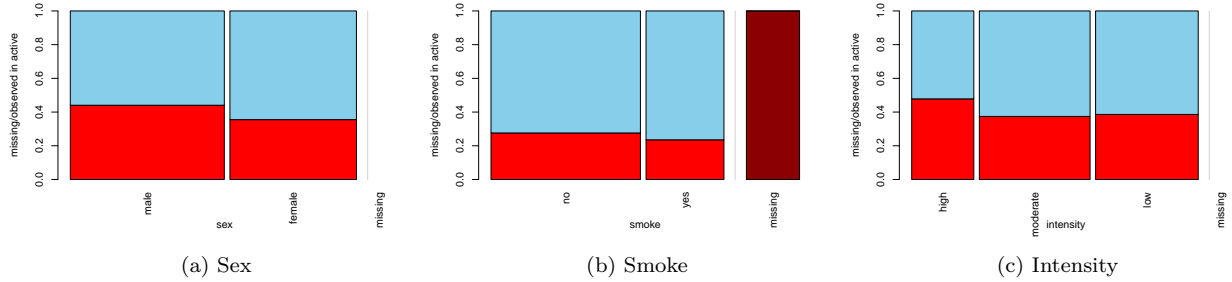 missing/observed in active
1.0
0.8
0.6
0.4
0.2
0.0
male
female
missing
sex
(a) Sex
missing/observed in active
1.0
0.8
0.6
0.4
0.2
0.0
no
yes
missing
smoke
(b) Smoke
missing/observed in active
1.0
0.8
0.6
0.4
0.2
0.0
high
moderate
low
missing
intensity
(c) Intensity